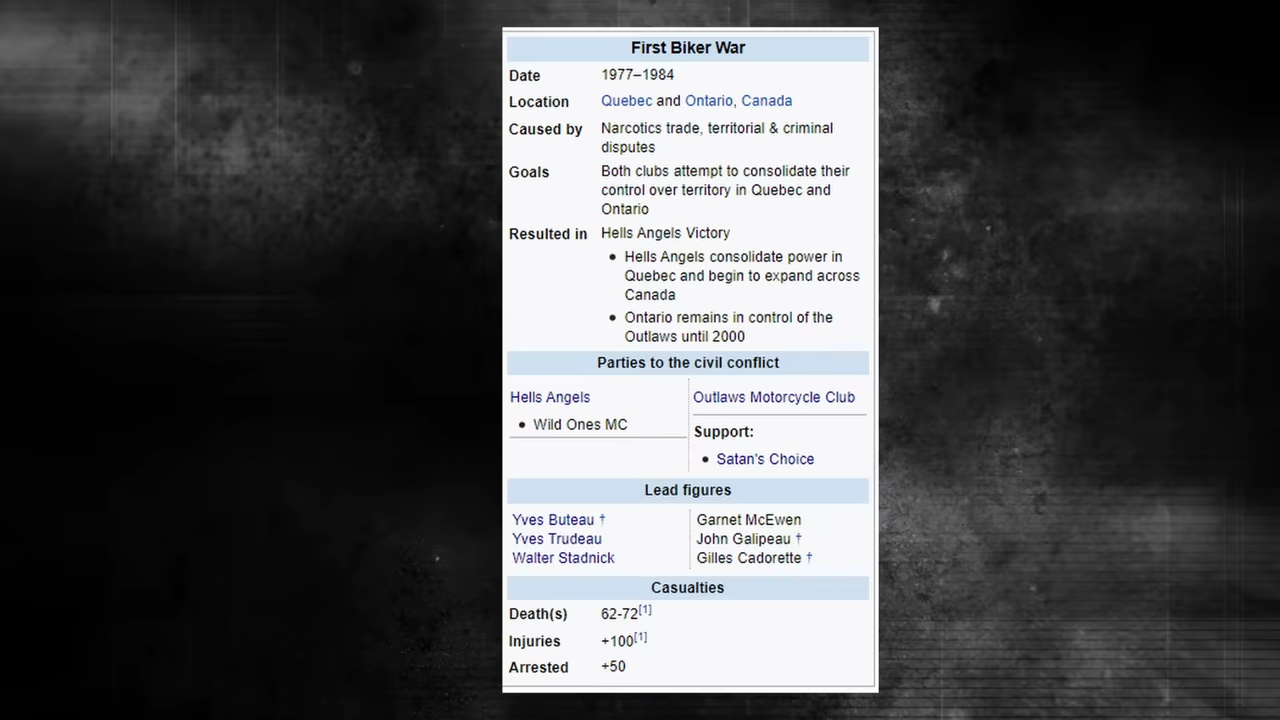 First Biker War
Date 1977–1984
Location Quebec and Ontario, Canada
Caused by Narcotics trade, territorial & criminal
disputes
Goals Both clubs attempt to consolidate their
control over territory in Quebec and
Ontario
Resulted in Hells Angels Victory
• Hells Angels consolidate power in
Quebec and begin to expand across
Canada
• Ontario remains in control of the
Outlaws until 2000
Parties to the civil conflict
Hells Angels
• Wild Ones MC
Outlaws Motorcycle Club
Support:
• Satan's Choice
Lead figures
Yves Buteau †
Yves Trudeau
Walter Stadnick
Garnet McEwen
John Galipeau †
Gilles Cadorette †
Casualties
Death(s) 62-72[1]
Injuries +100[1]
Arrested +50